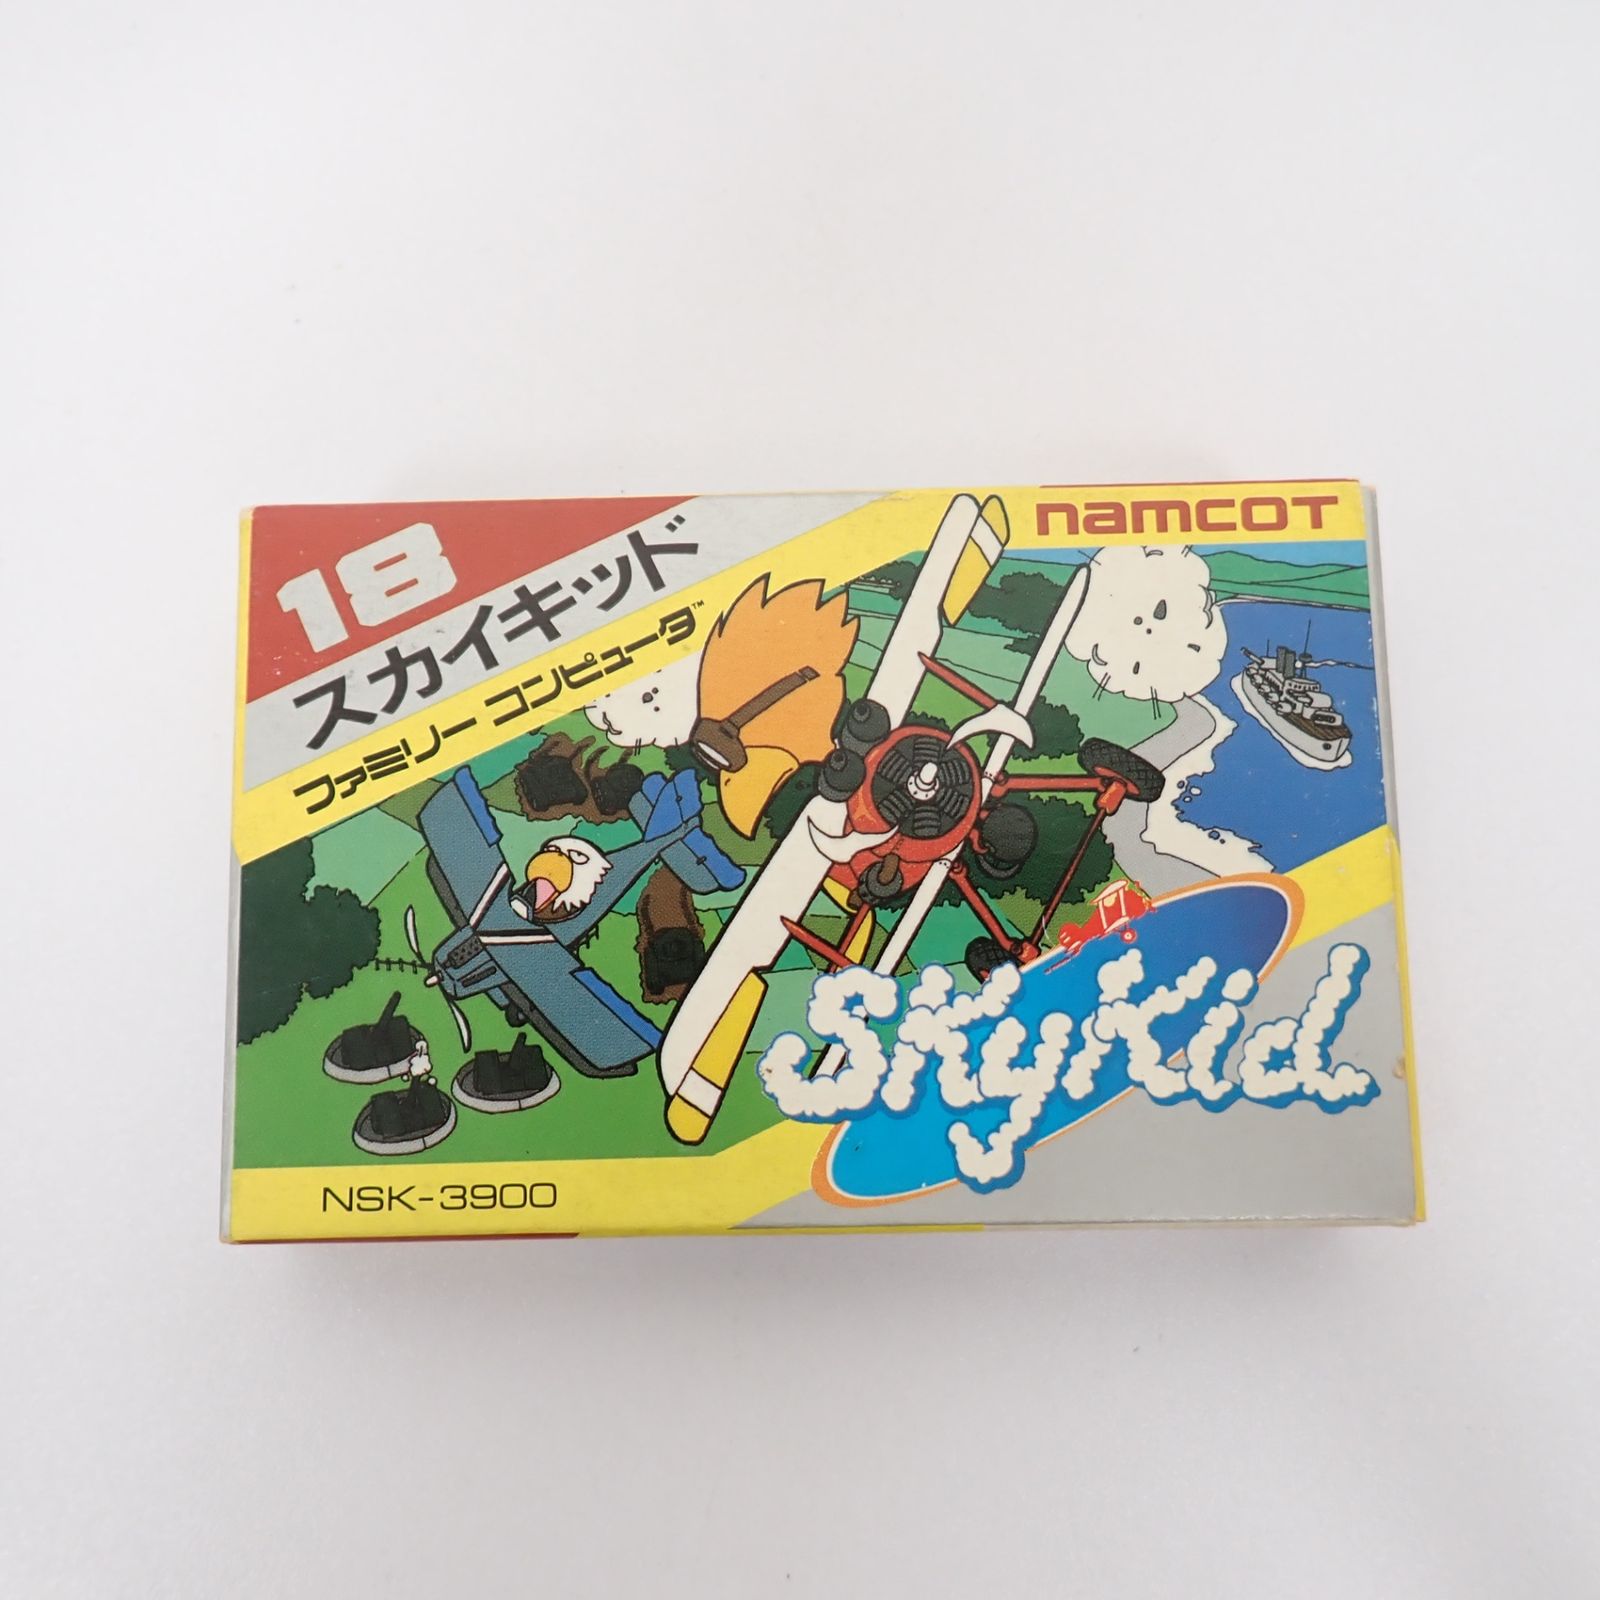 18
スカイキッド
ファミリー コンピュータ™
namcoT
SkyKid
NSK-3900